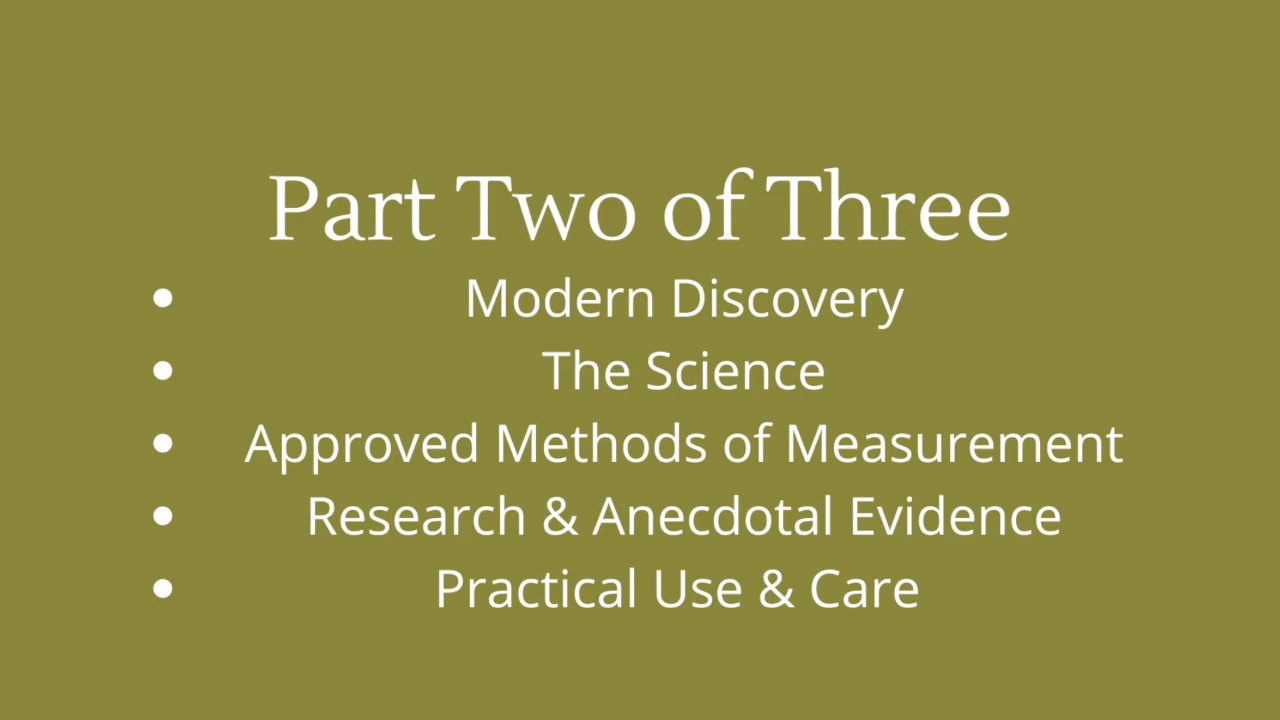 Part Two of Three
• Modern Discovery
• The Science
• Approved Methods of Measurement
• Research & Anecdotal Evidence
• Practical Use & Care